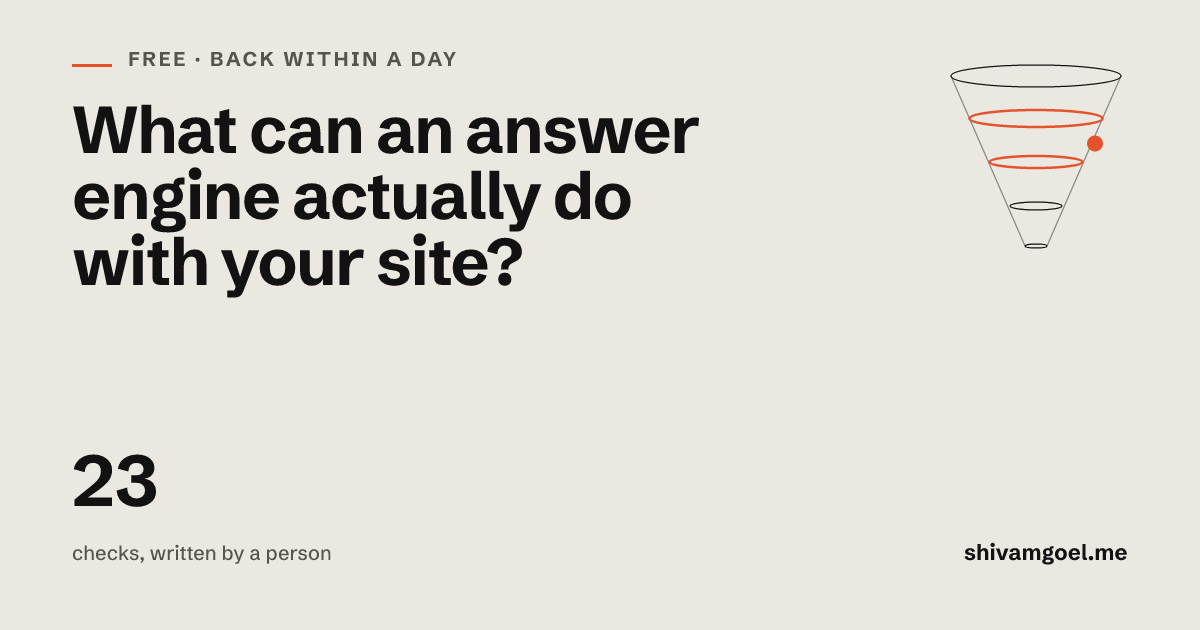 FREE · BACK WITHIN A DAY
What can an answer
engine actually do
with your site?
23
checks, written by a person
shivamgoel.me